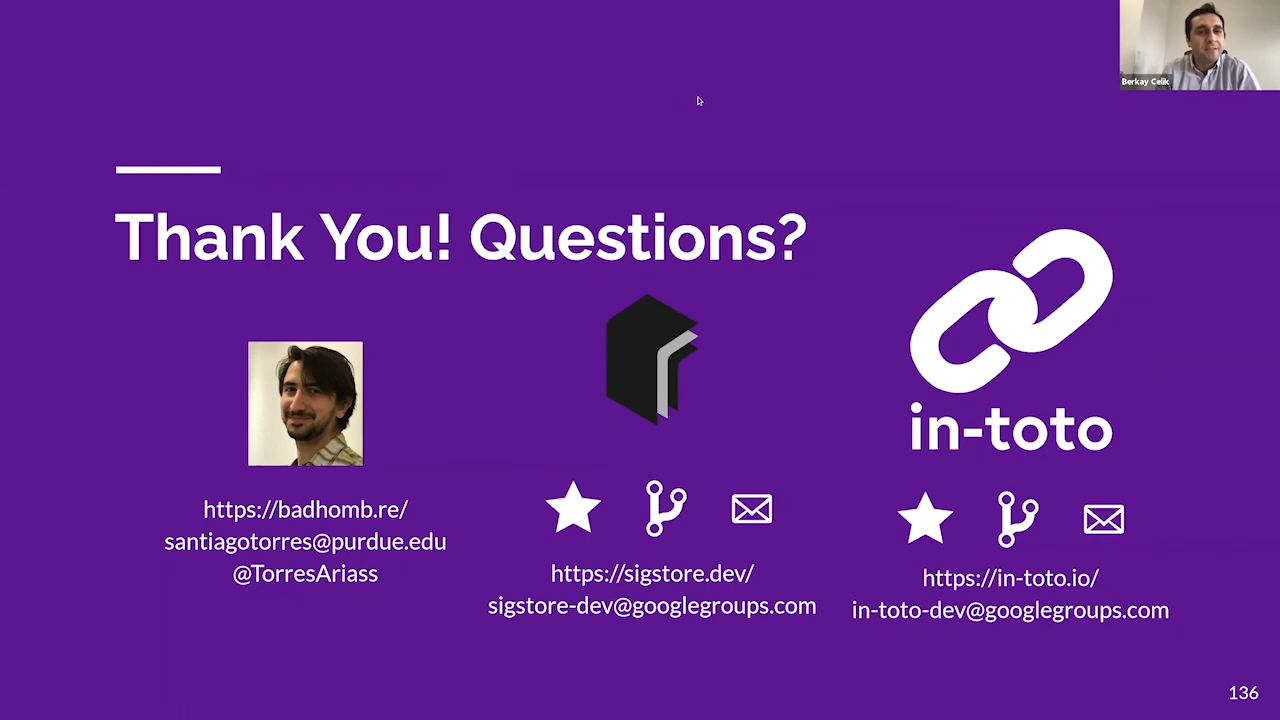 Berkay Celik
Thank You! Questions?
in-toto
https://badhomb.re/
santiagotorres@purdue.edu
@TorresAriass
https://sigstore.dev/
sigstore-dev@googlegroups.com
https://in-toto.io/
in-toto-dev@googlegroups.com
136